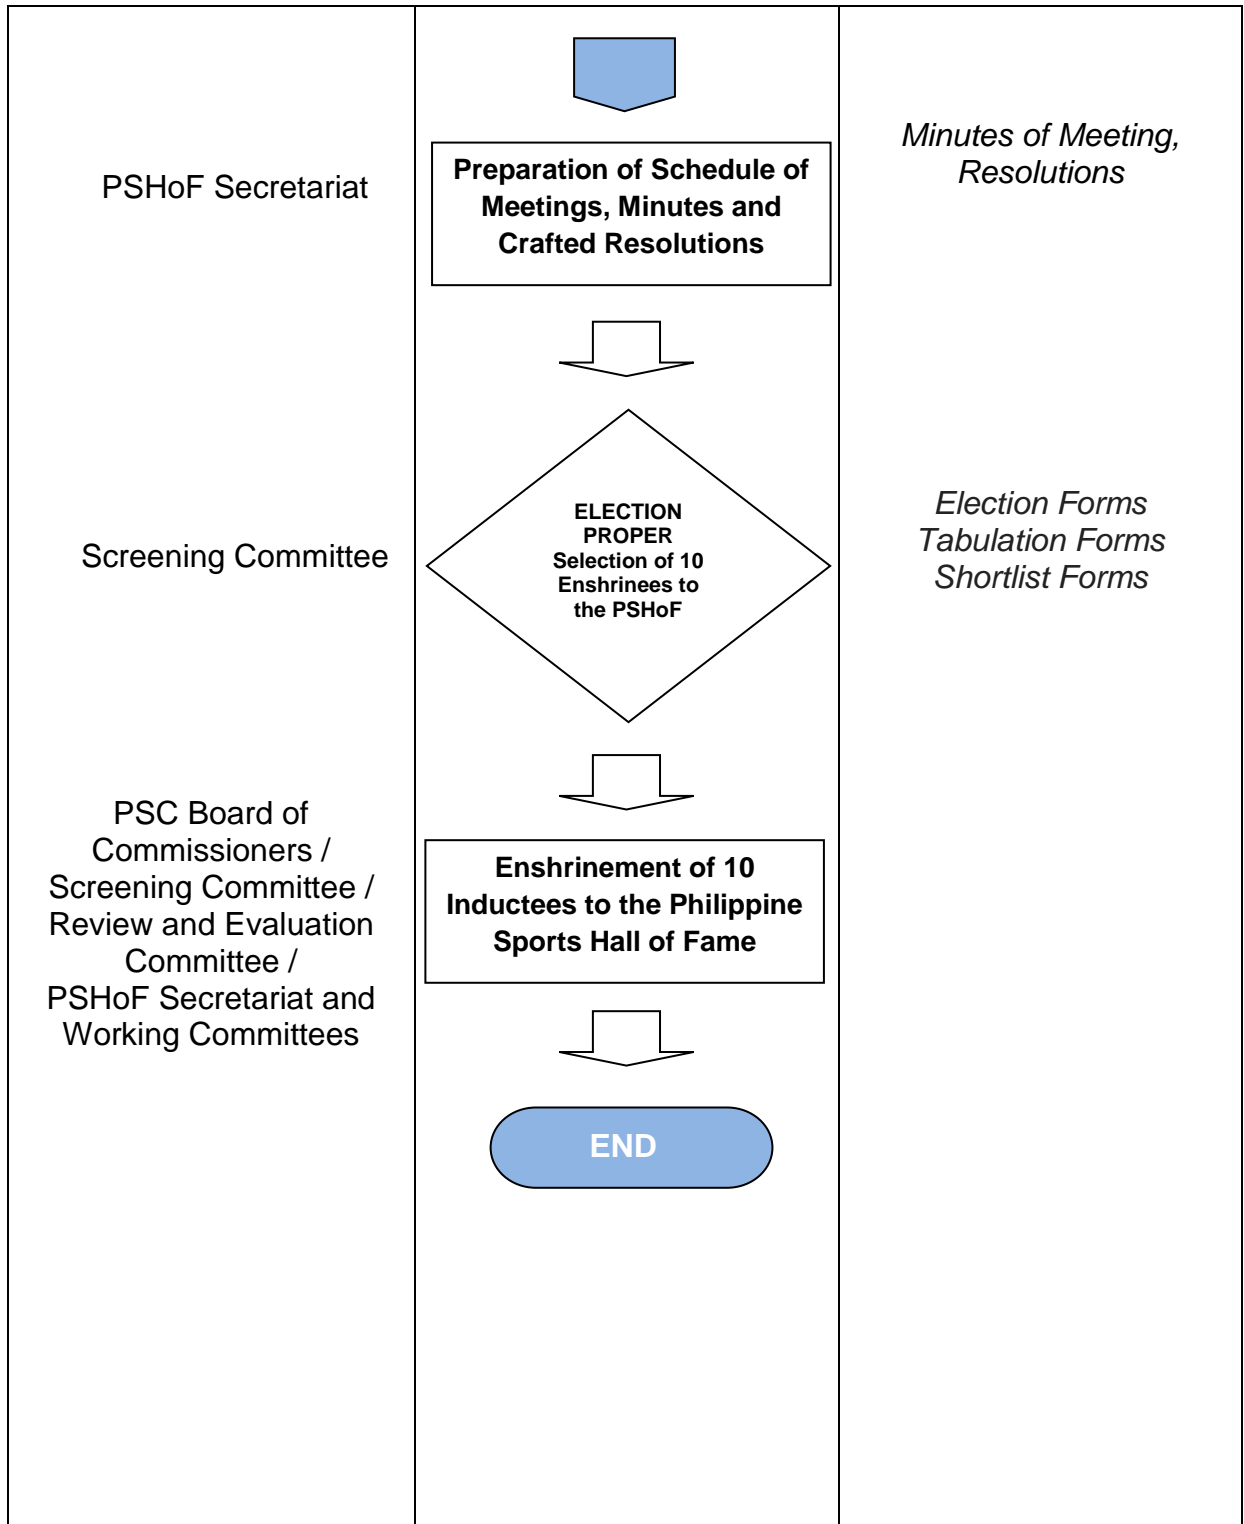 PSHoF Secretariat
Preparation of Schedule of
Meetings, Minutes and
Crafted Resolutions
Minutes of Meeting,
Resolutions
Screening Committee
ELECTION
PROPER
Selection of 10
Enshrinees to
the PSHoF
Election Forms
Tabulation Forms
Shortlist Forms
PSC Board of
Commissioners /
Screening Committee /
Review and Evaluation
Committee /
PSHoF Secretariat and
Working Committees
Enshrinement of 10
Inductees to the Philippine
Sports Hall of Fame
END